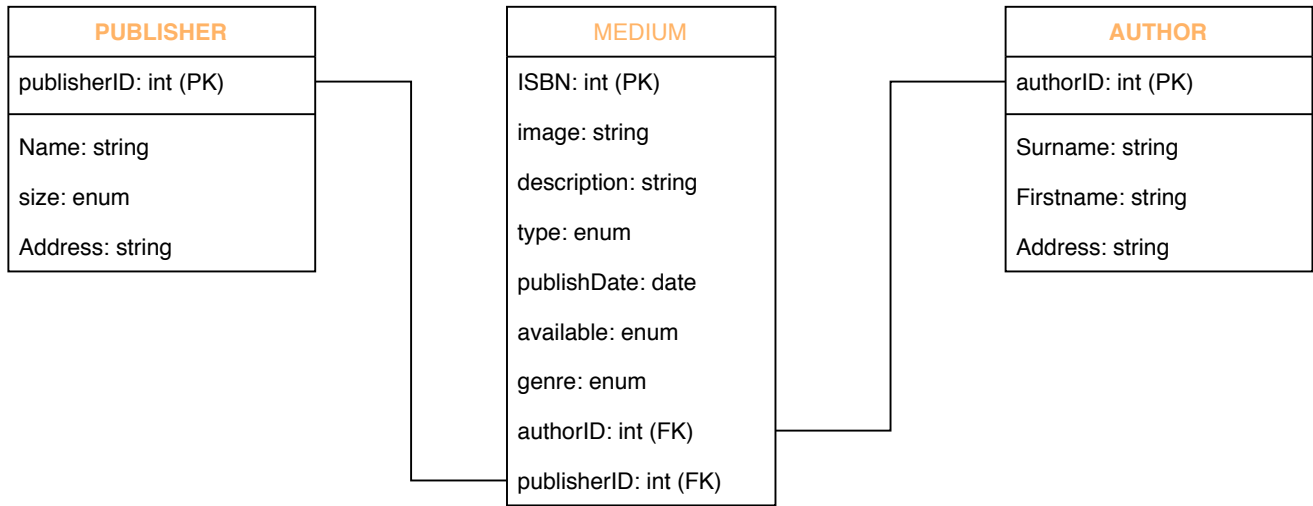 PUBLISHER
publisherID: int (PK)
Name: string
size: enum
Address: string
MEDIUM
ISBN: int (PK)
image: string
description: string
type: enum
publishDate: date
available: enum
genre: enum
authorID: int (FK)
publisherID: int (FK)
AUTHOR
authorID: int (PK)
Surname: string
Firstname: string
Address: string